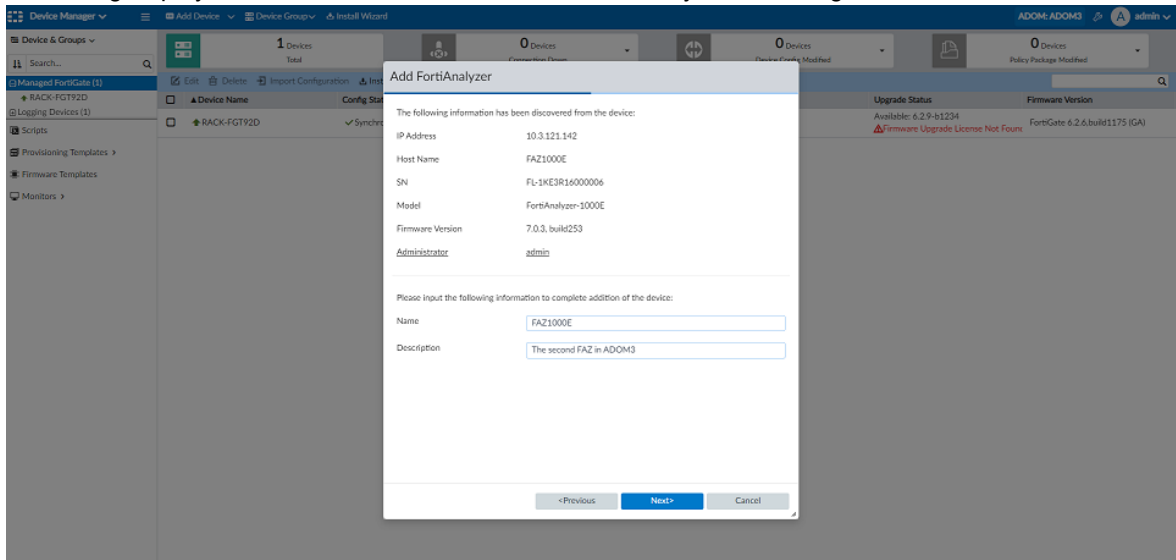 Device Manager
Add Device
Device Group
Install Wizard
ADOM: ADOM3
A
admin
Device & Groups
Search...
Managed FortiGate (1)
RACK-FGT92D
Logging Devices (1)
Scripts
Provisioning Templates >
Firmware Templates
Monitors >
1 Devices
Total
0 Devices
Connection Down
0 Devices
Device Config Modified
0 Devices
Policy Package Modified
Edit
Delete
Import Configuration
Inst
Device Name
Config Stat
Upgrade Status
Firmware Version
RACK-FGT92D
Synchro
Available: 6.2.9-b1234
Firmware Upgrade License Not Foun
FortiGate 6.2.6,build1175 (GA)
Add FortiAnalyzer
The following information has been discovered from the device:
IP Address 10.3.121.142
Host Name FAZ1000E
SN FL-1KE3R16000006
Model FortiAnalyzer-1000E
Firmware Version 7.0.3, build253
Administrator admin
Please input the following information to complete addition of the device:
Name FAZ1000E
Description The second FAZ in ADOM3
<Previous
Next>
Cancel